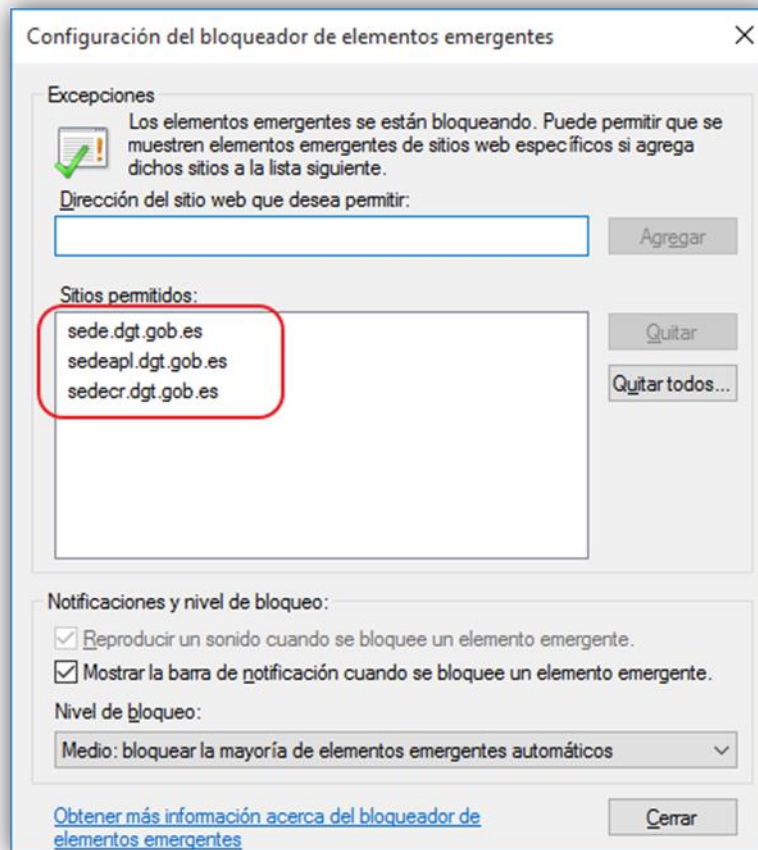 Configuración del bloqueador de elementos emergentes
Excepciones
Los elementos emergentes se están bloqueando. Puede permitir que se
muestren elementos emergentes de sitios web específicos si agrega
dichos sitios a la lista siguiente.
Dirección del sitio web que desea permitir:
Agregar
Sitios permitidos:
sede.dgt.gob.es
sedeapl.dgt.gob.es
sedecr.dgt.gob.es
Quitar
Quitar todos...
Notificaciones y nivel de bloqueo:
Reproducir un sonido cuando se bloquee un elemento emergente.
Mostrar la barra de notificación cuando se bloquee un elemento emergente.
Nivel de bloqueo:
Medio: bloquear la mayoría de elementos emergentes automáticos
Obtener más información acerca del bloqueador de
elementos emergentes
Cerrar